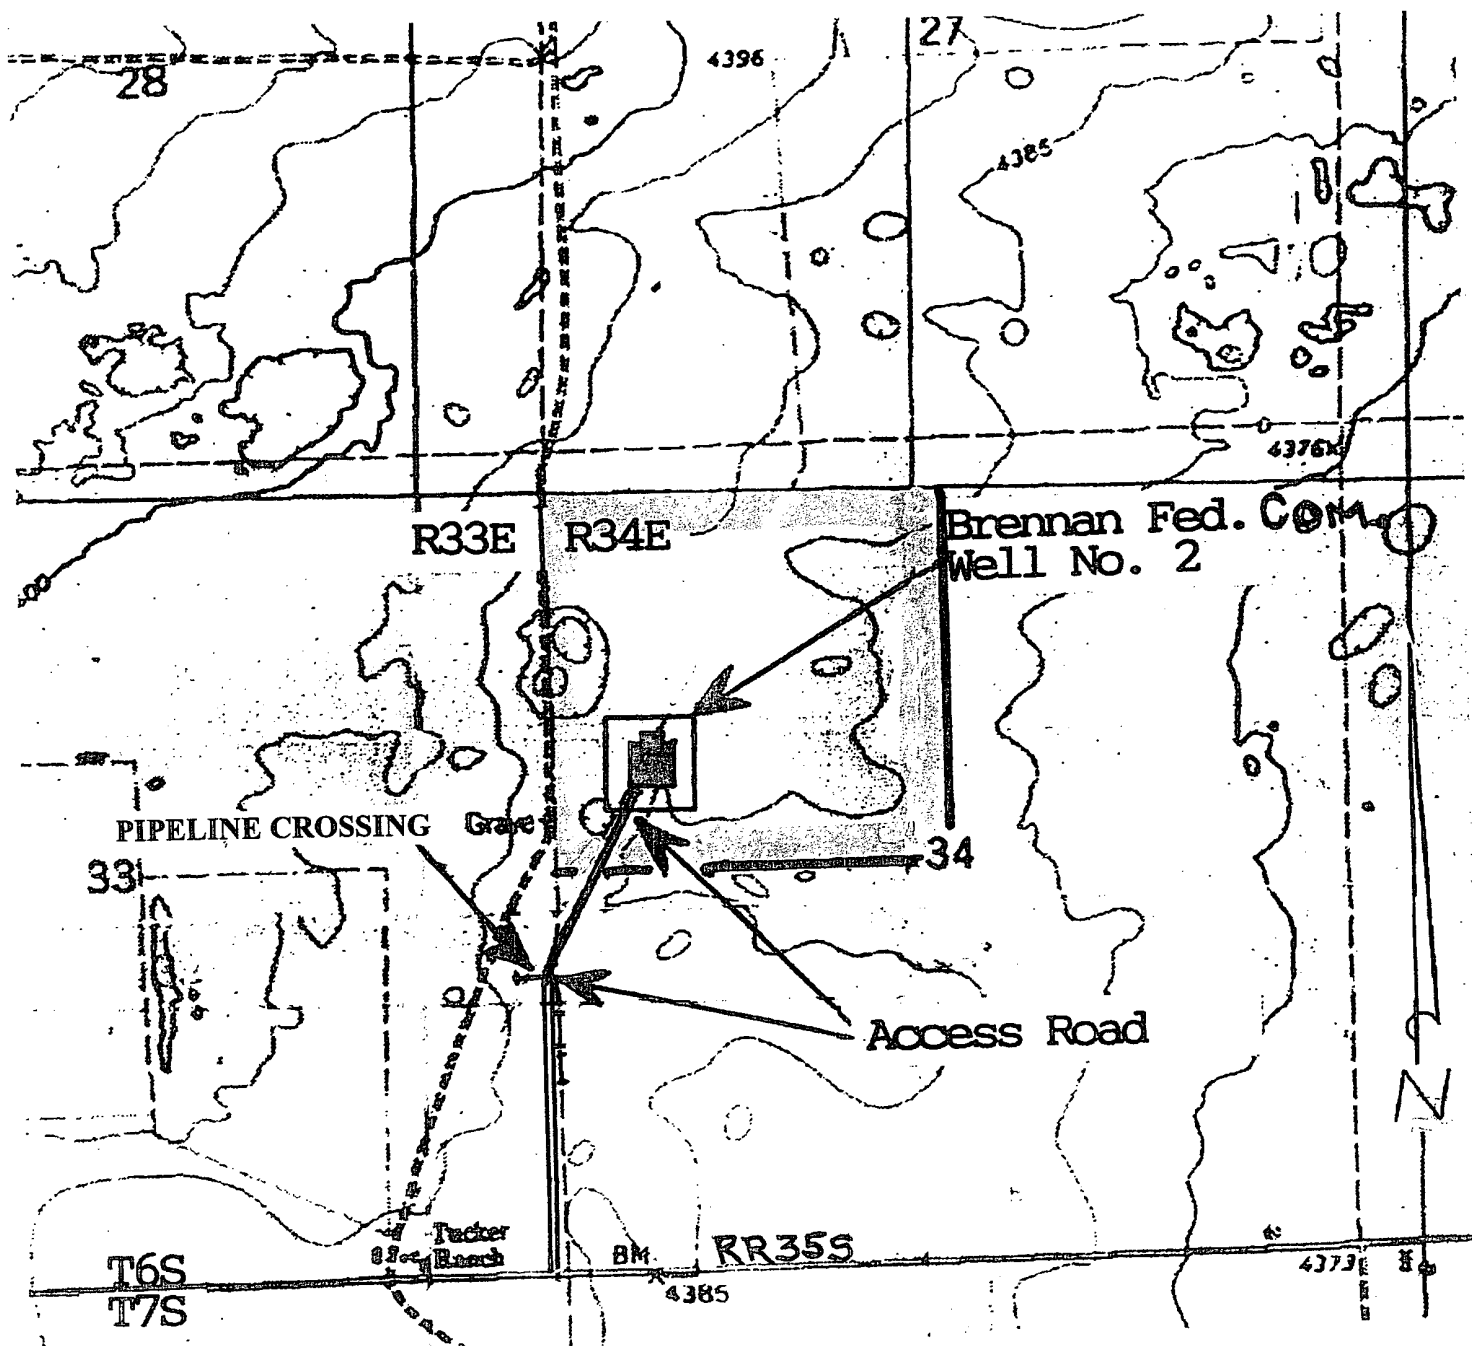 27
4396
28
4385
4376x
R33E R34E
Brennan Fed. Com.
Well No. 2
PIPELINE CROSSING
Grave
33
34
Access Road
N
Tucker
Ranch
BM
RR35S
T6S
4373
4385
T7S